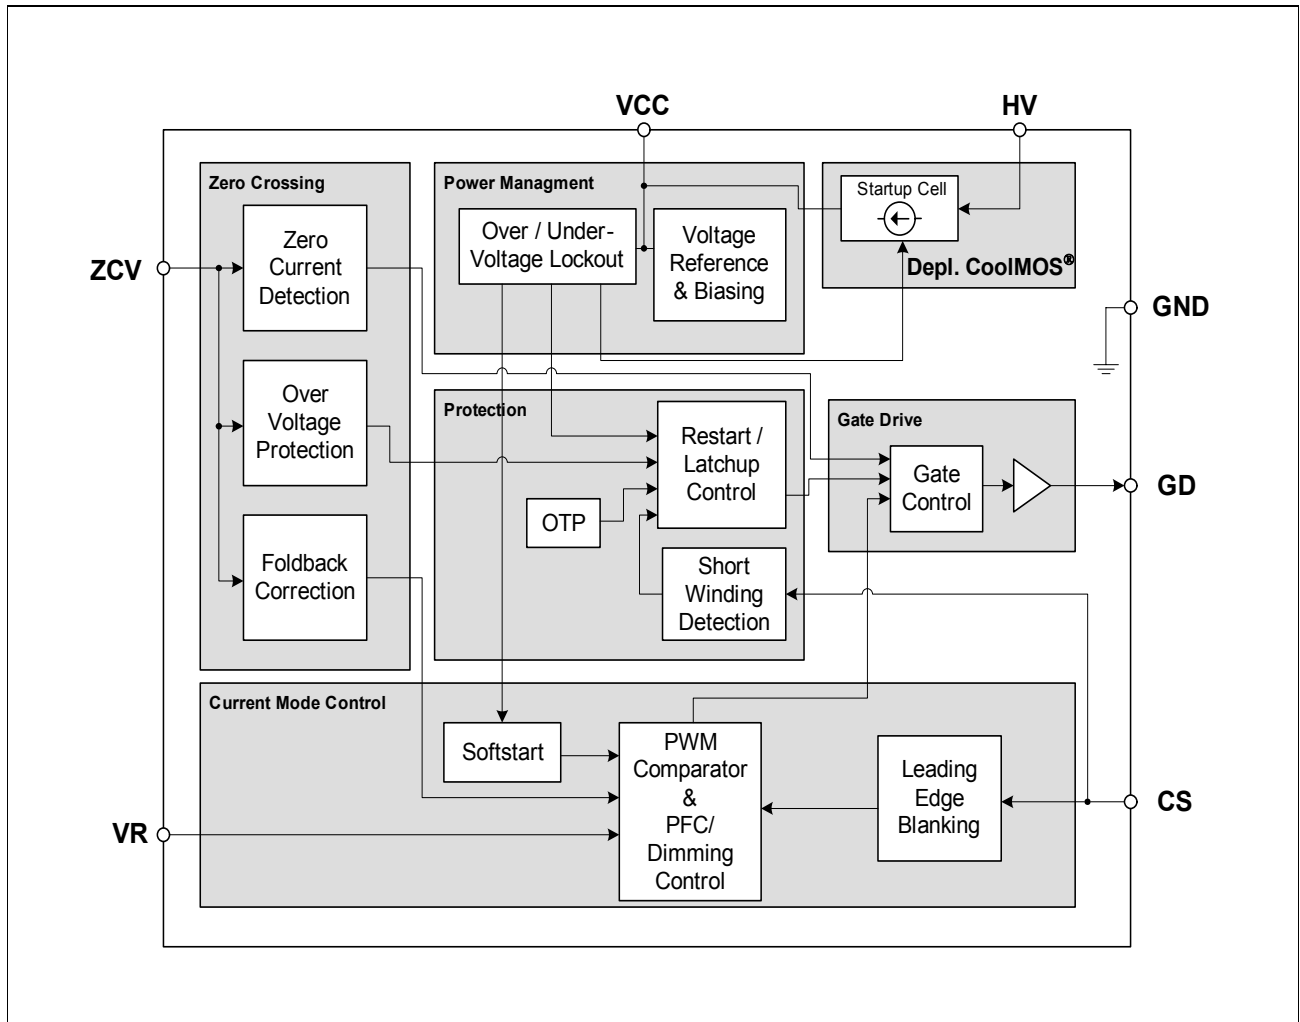 VCC
HV
Zero Crossing
Power Managment
Startup Cell
Zero
Current
Detection
Over / Under-
Voltage Lockout
Voltage
Reference
& Biasing
Depl. CoolMOS®
ZCV
GND
Over
Voltage
Protection
Protection
Restart /
Latchup
Control
Gate Drive
Gate
Control
GD
OTP
Foldback
Correction
Short
Winding
Detection
Current Mode Control
Softstart
PWM
Comparator
&
PFC/
Dimming
Control
Leading
Edge
Blanking
CS
VR